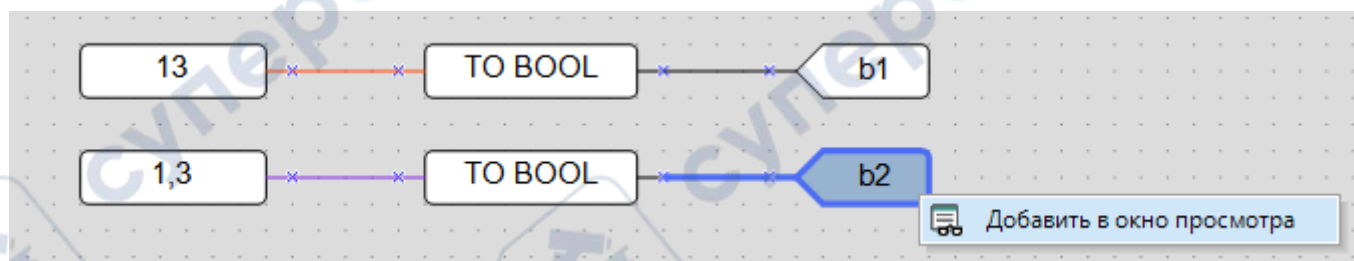 13 TO BOOL b1
1,3 TO BOOL b2
Добавить в окно просмотра